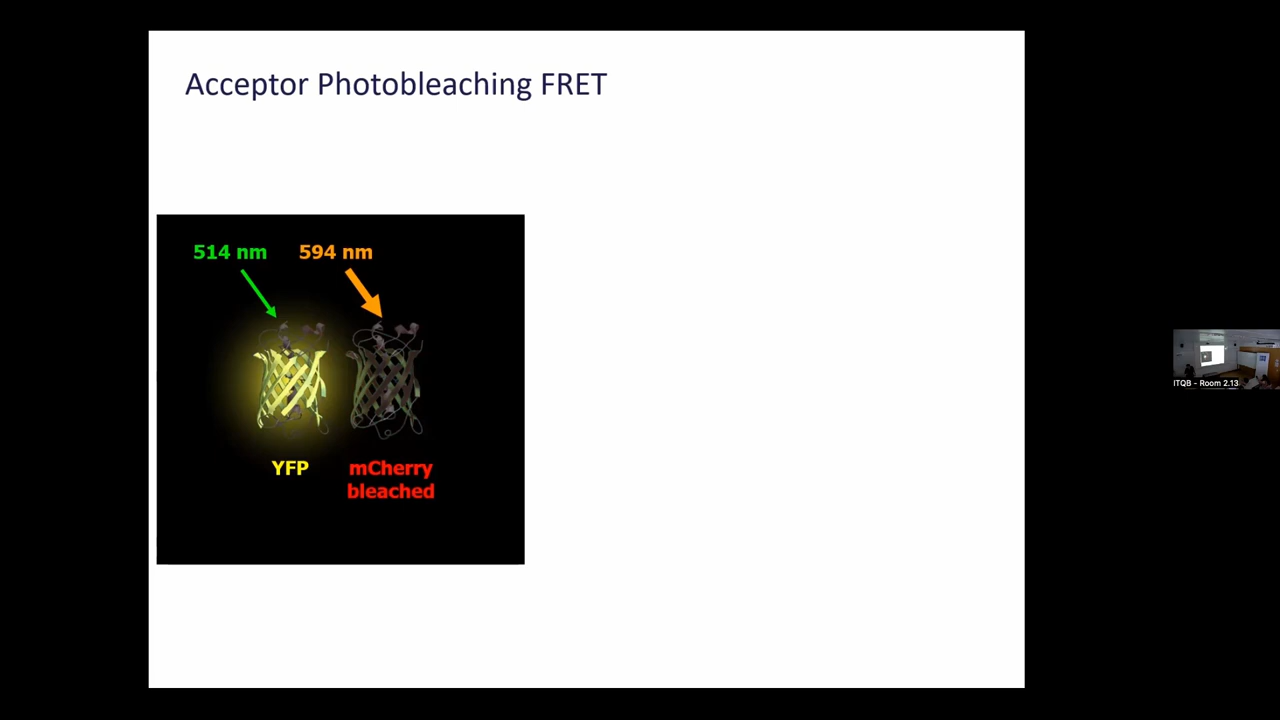 Acceptor Photobleaching FRET
514 nm 594 nm
YFP mCherry
bleached
ITQB - Room 2.13